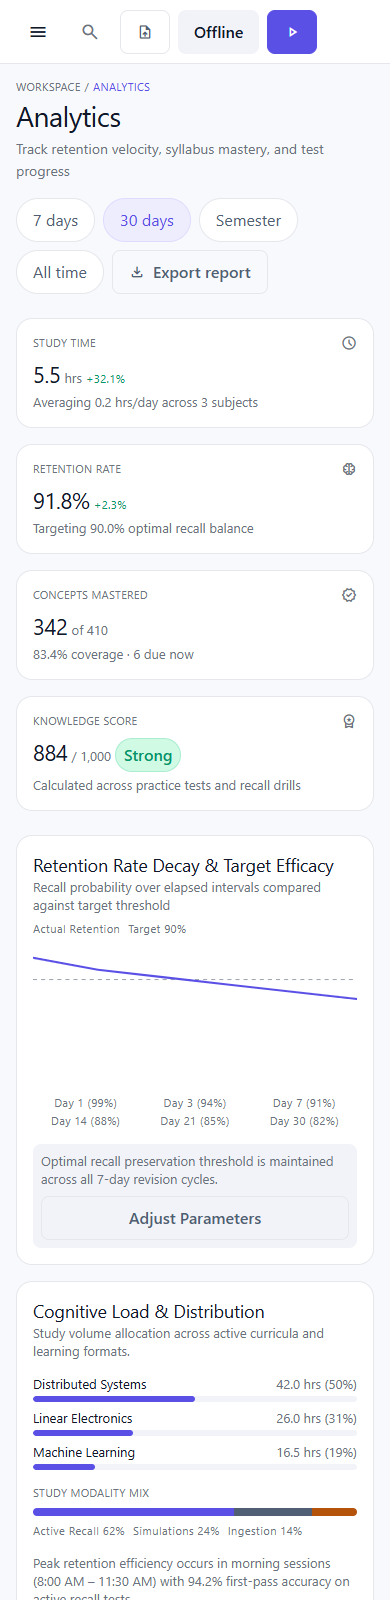 Offline
WORKSPACE / ANALYTICS
Analytics
Track retention velocity, syllabus mastery, and test
progress
7 days
30 days
Semester
All time
Export report
STUDY TIME
5.5 hrs +32.1%
Averaging 0.2 hrs/day across 3 subjects
RETENTION RATE
91.8% +2.3%
Targeting 90.0% optimal recall balance
CONCEPTS MASTERED
342 of 410
83.4% coverage · 6 due now
KNOWLEDGE SCORE
884 / 1,000 Strong
Calculated across practice tests and recall drills
Retention Rate Decay & Target Efficacy
Recall probability over elapsed intervals compared
against target threshold
Actual Retention Target 90%
Day 1 (99%) Day 3 (94%) Day 7 (91%)
Day 14 (88%) Day 21 (85%) Day 30 (82%)
Optimal recall preservation threshold is maintained
across all 7-day revision cycles.
Adjust Parameters
Cognitive Load & Distribution
Study volume allocation across active curricula and
learning formats.
Distributed Systems 42.0 hrs (50%)
Linear Electronics 26.0 hrs (31%)
Machine Learning 16.5 hrs (19%)
STUDY MODALITY MIX
Active Recall 62% Simulations 24% Ingestion 14%
Peak retention efficiency occurs in morning sessions
(8:00 AM – 11:30 AM) with 94.2% first-pass accuracy on
active recall tests